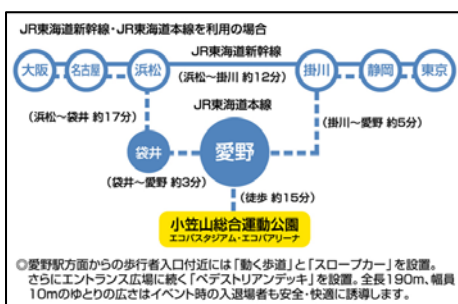 JR東海道新幹線・JR東海道本線を利用の場合
JR東海道新幹線
大阪 名古屋 浜松 掛川 静岡 東京
(浜松~掛川 約12分)
JR東海道本線
(浜松~袋井 約17分)
(掛川~愛野 約5分)
袋井 愛野
(袋井~愛野 約3分)
(徒歩 約15分)
小笠山総合運動公園
エコパスタジアム・エコパアリーナ
◎愛野駅方面からの歩行者入口付近には「動く歩道」と「スロープカー」を設置。
さらにエントランス広場に続く「ペデストリアンデッキ」を設置。全長190m、幅員
10mのゆとりの広さはイベント時の入退場者も安全・快適に誘導します。